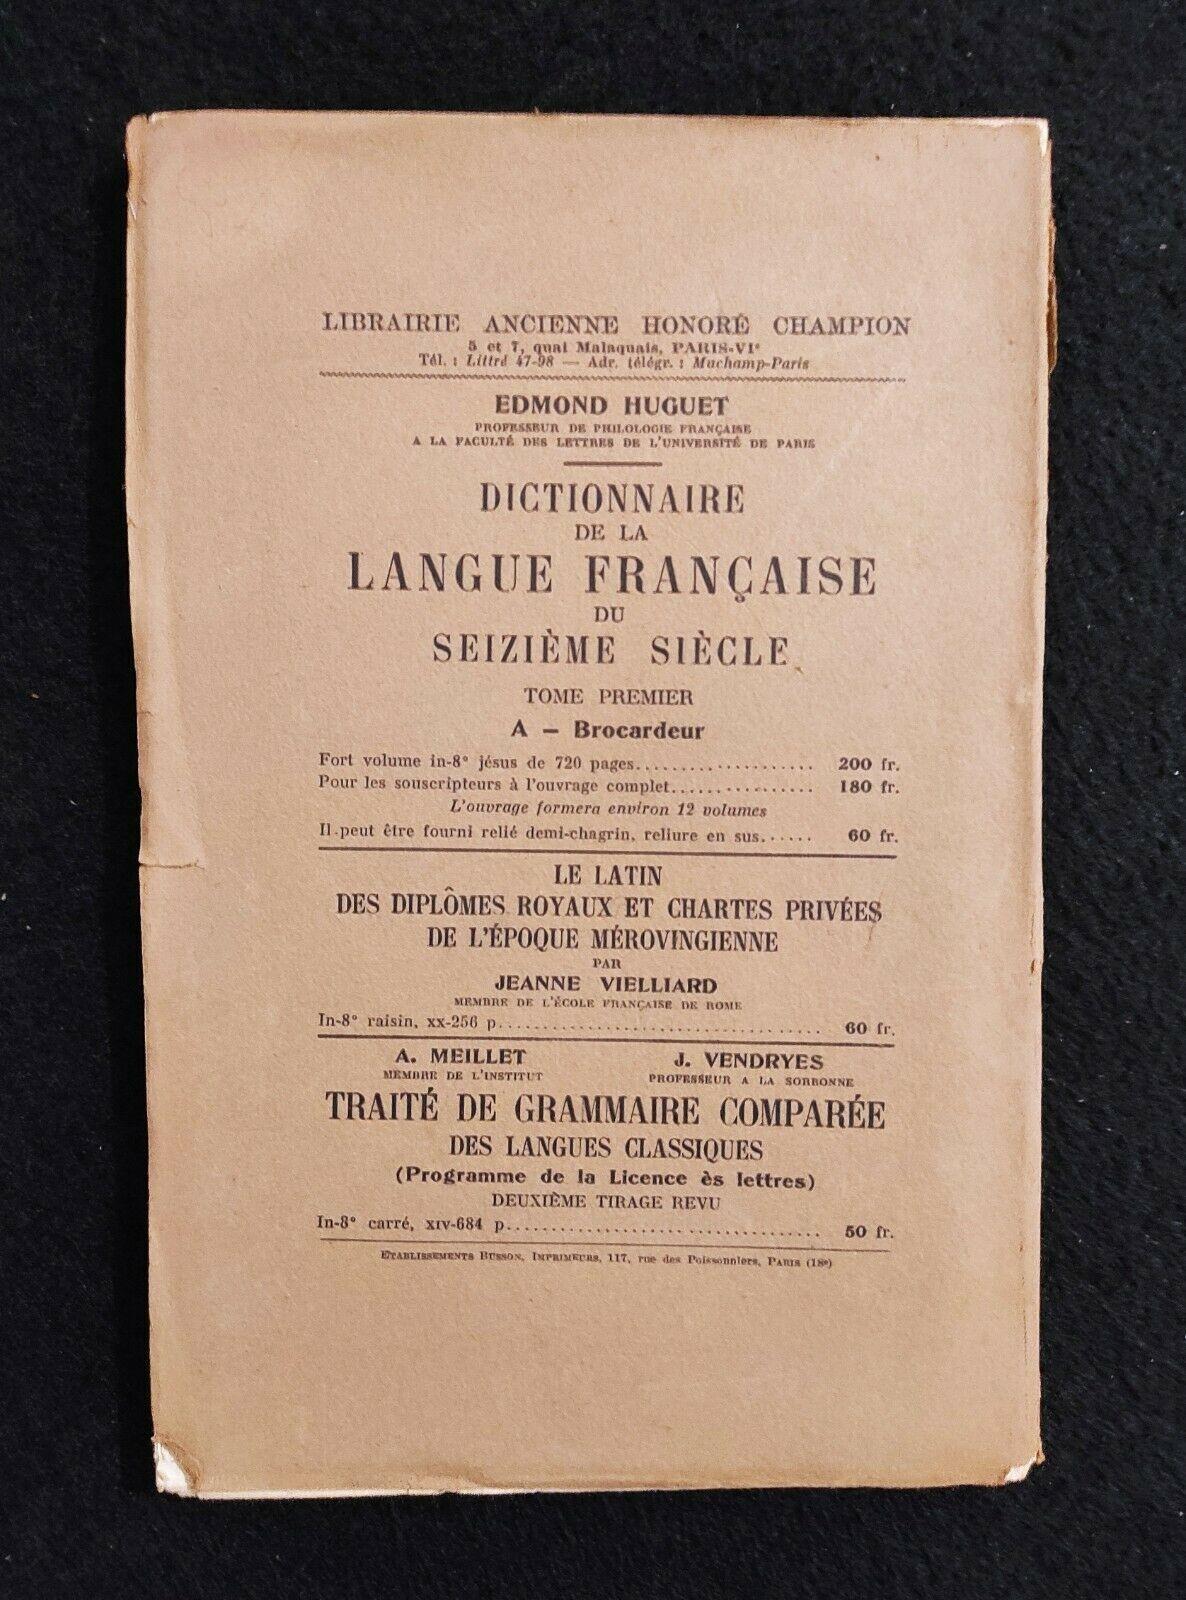 LIBRAIRIE ANCIENNE HONORÉ CHAMPION
5 et 7, quai Malaquais, PARIS-VIᵉ
Tél. : Littré 47-98 — Adr. télégr. : Machamp-Paris
EDMOND HUGUET
PROFESSEUR DE PHILOLOGIE FRANÇAISE
A LA FACULTÉ DES LETTRES DE L'UNIVERSITÉ DE PARIS
DICTIONNAIRE
DE LA
LANGUE FRANÇAISE
DU
SEIZIÈME SIÈCLE
TOME PREMIER
A – Brocardeur
Fort volume in-8° jésus de 720 pages.................... 200 fr.
Pour les souscripteurs à l'ouvrage complet................ 180 fr.
L'ouvrage formera environ 12 volumes
Il peut être fourni relié demi-chagrin, reliure en sus...... 60 fr.
LE LATIN
DES DIPLÔMES ROYAUX ET CHARTES PRIVÉES
DE L'ÉPOQUE MÉROVINGIENNE
PAR
JEANNE VIELLIARD
MEMBRE DE L'ÉCOLE FRANÇAISE DE ROME
In-8° raisin, xx-256 p.................................... 60 fr.
A. MEILLET J. VENDRYES
MEMBRE DE L'INSTITUT PROFESSEUR A LA SORBONNE
TRAITÉ DE GRAMMAIRE COMPARÉE
DES LANGUES CLASSIQUES
(Programme de la Licence ès lettres)
DEUXIÈME TIRAGE REVU
In-8° carré, xiv-684 p................................... 50 fr.
ETABLISSEMENTS BUSSON, IMPRIMEURS, 117, rue des Poissonniers, PARIS (18ᵉ)